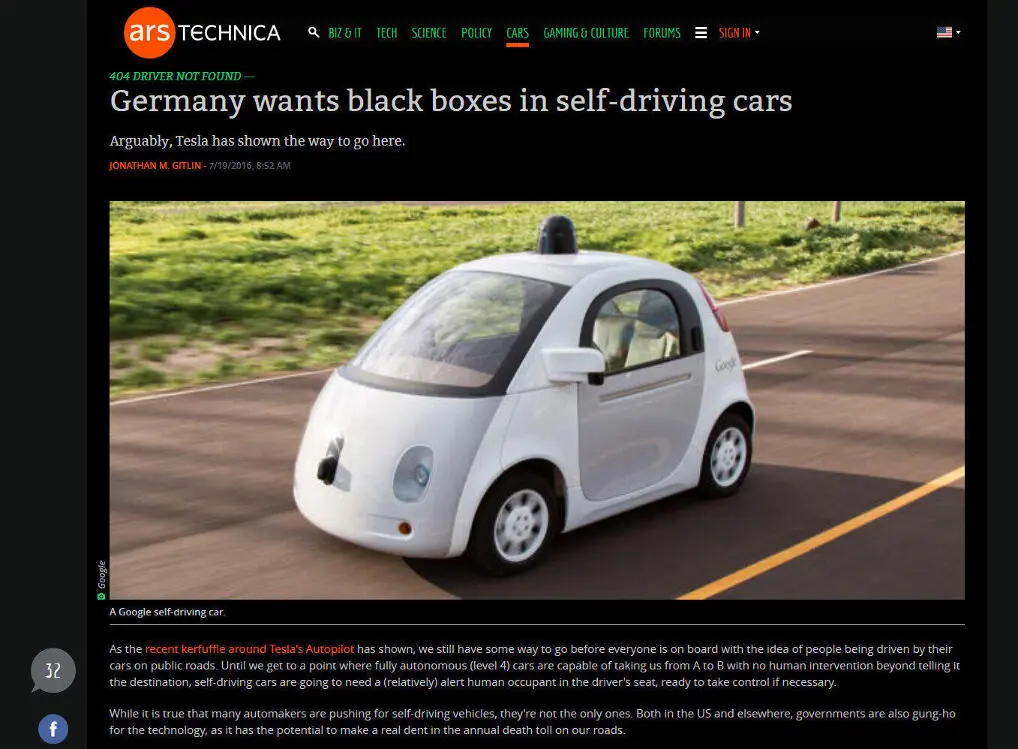 ars TECHNICA
BIZ & IT TECH SCIENCE POLICY CARS GAMING & CULTURE FORUMS SIGN IN
404 DRIVER NOT FOUND —
Germany wants black boxes in self-driving cars
Arguably, Tesla has shown the way to go here.
JONATHAN M. GITLIN - 7/19/2016, 8:52 AM
Google
Google
A Google self-driving car.
As the recent kerfuffle around Tesla's Autopilot has shown, we still have some way to go before everyone is on board with the idea of people being driven by their
cars on public roads. Until we get to a point where fully autonomous (level 4) cars are capable of taking us from A to B with no human intervention beyond telling it
the destination, self-driving cars are going to need a (relatively) alert human occupant in the driver's seat, ready to take control if necessary.
32
While it is true that many automakers are pushing for self-driving vehicles, they're not the only ones. Both in the US and elsewhere, governments are also gung-ho
for the technology, as it has the potential to make a real dent in the annual death toll on our roads.
f